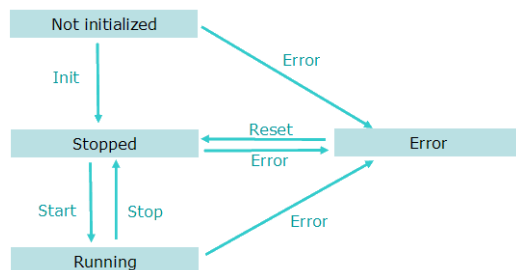 Not initialized
Error
Init
Reset
Stopped
Error
Error
Start
Stop
Error
Running